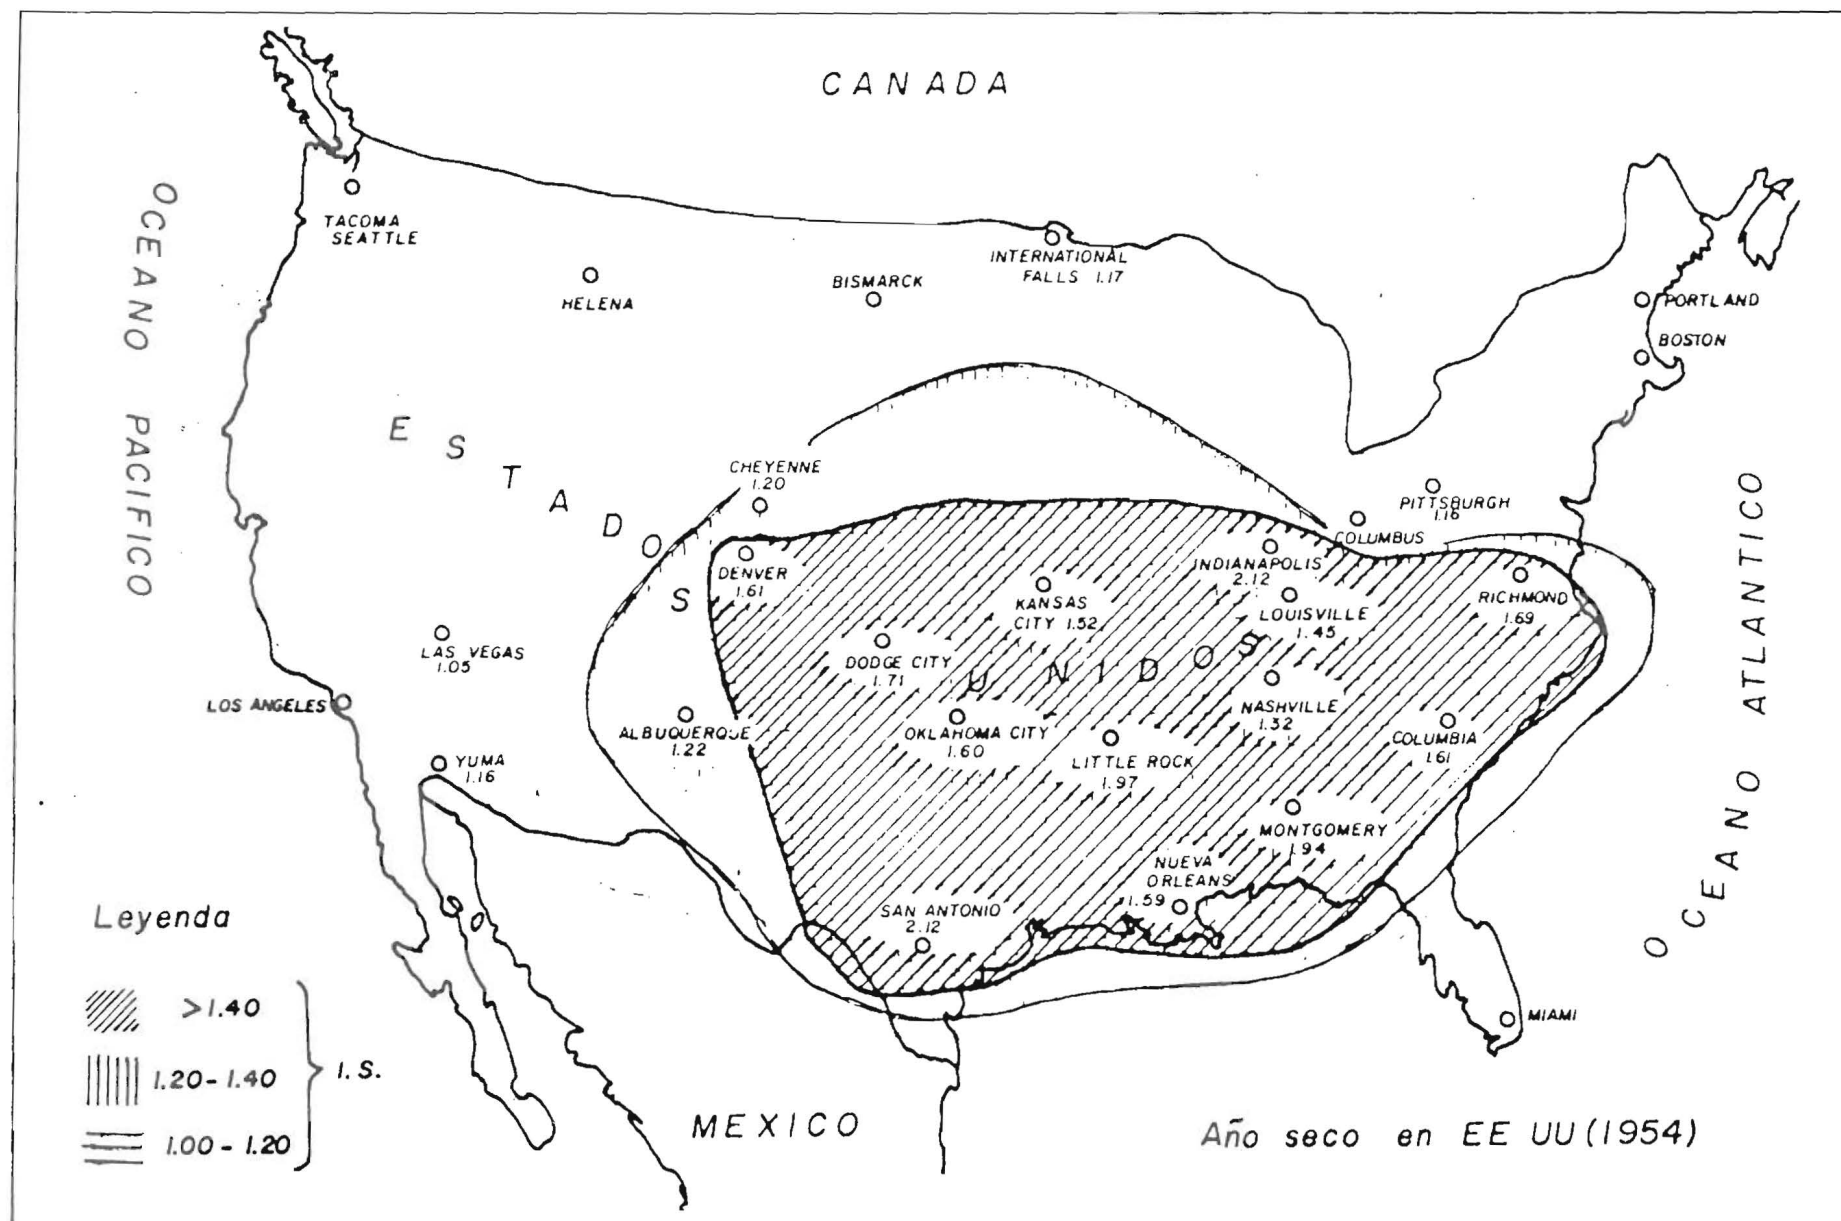 CANADA
OCEANO PACIFICO
TACOMA
SEATTLE
HELENA
BISMARCK
INTERNATIONAL
FALLS 1.17
PORTLAND
BOSTON
ESTADOS
CHEYENNE
1.20
PITTSBURGH
1.16
COLUMBUS
DENVER
1.61
INDIANAPOLIS
2.12
KANSAS
CITY 1.52
LOUISVILLE
1.45
RICHMOND
1.69
LAS VEGAS
1.05
DODGE CITY
1.71
UNIDOS
NASHVILLE
1.32
LOS ANGELES
ALBUQUERQUE
1.22
OKLAHOMA CITY
1.60
LITTLE ROCK
1.97
COLUMBIA
1.61
YUMA
1.16
MONTGOMERY
1.94
NUEVA
ORLEANS
1.59
SAN ANTONIO
2.12
OCEANO ATLANTICO
MIAMI
Leyenda
>1.40
1.20-1.40
1.00-1.20
I.S.
MEXICO
Año seco en EE UU (1954)